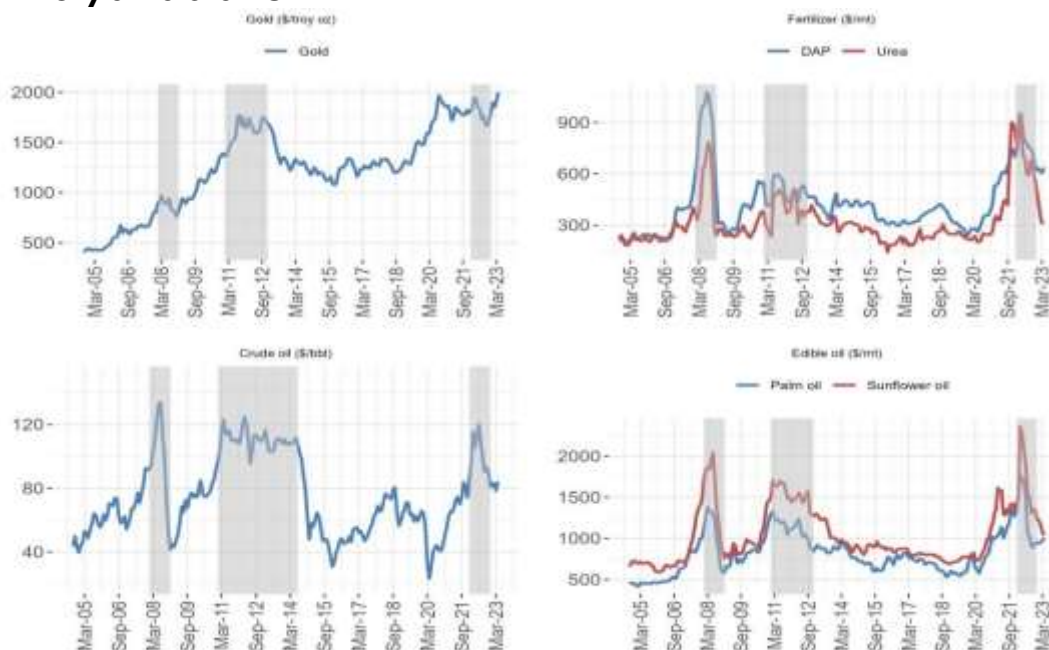 Gold ($/troy oz)
Gold
2000
1500
1000
500
Mar-05 Sep-06 Mar-08 Sep-09 Mar-11 Sep-12 Mar-14 Sep-15 Mar-17 Sep-18 Mar-20 Sep-21 Mar-23
Fertilizer ($/mt)
DAP Urea
900
600
300
Mar-05 Sep-06 Mar-08 Sep-09 Mar-11 Sep-12 Mar-14 Sep-15 Mar-17 Sep-18 Mar-20 Sep-21 Mar-23
Crude oil ($/bbl)
120
80
40
Mar-05 Sep-06 Mar-08 Sep-09 Mar-11 Sep-12 Mar-14 Sep-15 Mar-17 Sep-18 Mar-20 Sep-21 Mar-23
Edible oil ($/mt)
Palm oil Sunflower oil
2000
1500
1000
500
Mar-05 Sep-06 Mar-08 Sep-09 Mar-11 Sep-12 Mar-14 Sep-15 Mar-17 Sep-18 Mar-20 Sep-21 Mar-23